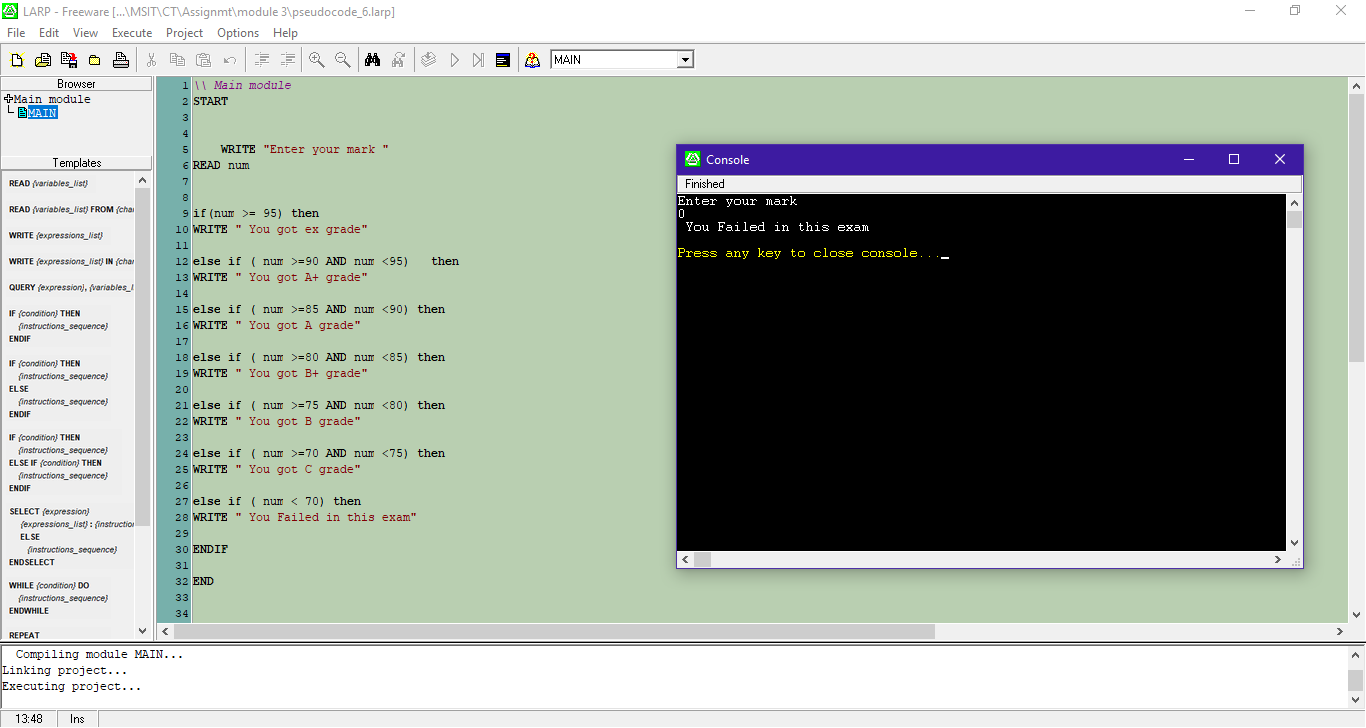 LARP - Freeware [...\MSIT\CT\Assignmt\module 3\pseudocode_6.larp]
File Edit View Execute Project Options Help
MAIN
Browser
Main module
MAIN
Templates
READ {variables_list}
READ {variables_list} FROM {chan
WRITE {expressions_list}
WRITE {expressions_list} IN {chan
QUERY {expression}, {variables_l
IF {condition} THEN
{instructions_sequence}
ENDIF
IF {condition} THEN
{instructions_sequence}
ELSE
{instructions_sequence}
ENDIF
IF {condition} THEN
{instructions_sequence}
ELSE IF {condition} THEN
{instructions_sequence}
ENDIF
SELECT {expression}
{expressions_list} : {instruction
ELSE
{instructions_sequence}
ENDSELECT
WHILE {condition} DO
{instructions_sequence}
ENDWHILE
REPEAT
1 \\ Main module
2 START
3
4
5 WRITE "Enter your mark "
6 READ num
7
8
9 if(num >= 95) then
10 WRITE " You got ex grade"
11
12 else if ( num >=90 AND num <95) then
13 WRITE " You got A+ grade"
14
15 else if ( num >=85 AND num <90) then
16 WRITE " You got A grade"
17
18 else if ( num >=80 AND num <85) then
19 WRITE " You got B+ grade"
20
21 else if ( num >=75 AND num <80) then
22 WRITE " You got B grade"
23
24 else if ( num >=70 AND num <75) then
25 WRITE " You got C grade"
26
27 else if ( num < 70) then
28 WRITE " You Failed in this exam"
29
30 ENDIF
31
32 END
33
34
Console
Finished
Enter your mark
0
You Failed in this exam
Press any key to close console...
Compiling module MAIN...
Linking project...
Executing project...
13:48 Ins